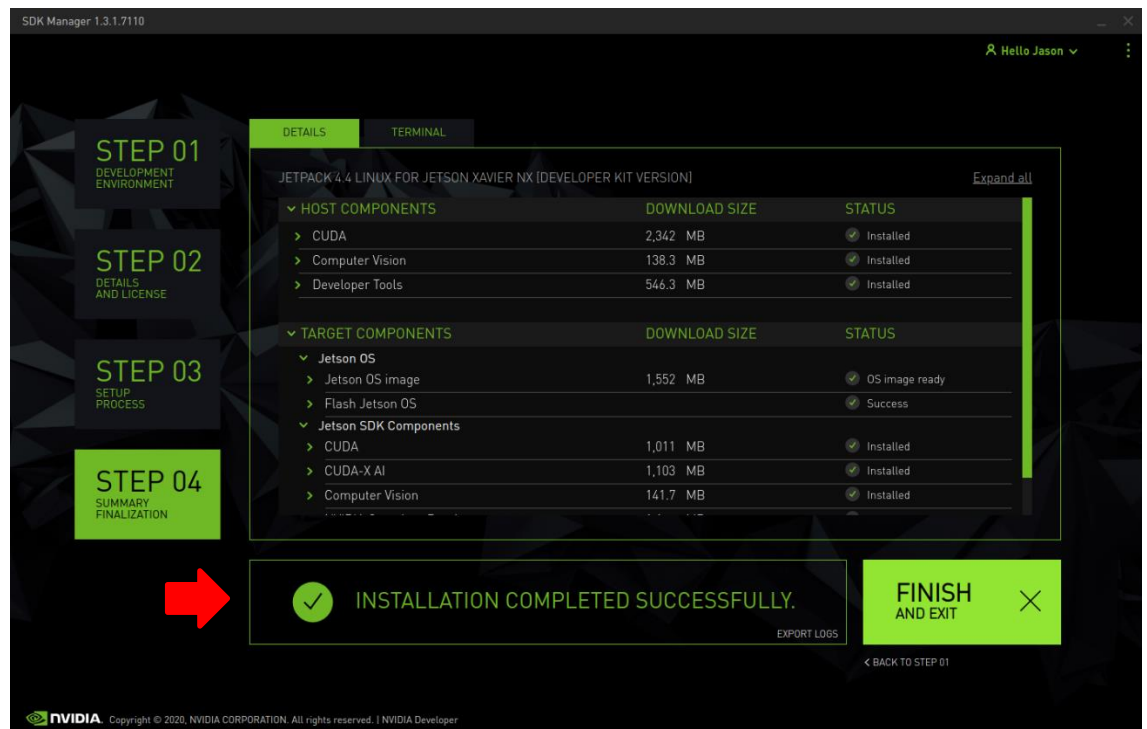 SDK Manager 1.3.1.7110
Hello Jason
STEP 01
DEVELOPMENT
ENVIRONMENT
STEP 02
DETAILS
AND LICENSE
STEP 03
SETUP
PROCESS
STEP 04
SUMMARY
FINALIZATION
DETAILS TERMINAL
JETPACK 4.4 LINUX FOR JETSON XAVIER NX [DEVELOPER KIT VERSION] Expand all
HOST COMPONENTS DOWNLOAD SIZE STATUS
CUDA 2,342 MB Installed
Computer Vision 138.3 MB Installed
Developer Tools 546.3 MB Installed
TARGET COMPONENTS DOWNLOAD SIZE STATUS
Jetson OS
Jetson OS image 1,552 MB OS image ready
Flash Jetson OS Success
Jetson SDK Components
CUDA 1,011 MB Installed
CUDA-X AI 1,103 MB Installed
Computer Vision 141.7 MB Installed
INSTALLATION COMPLETED SUCCESSFULLY.
EXPORT LOGS
FINISH
AND EXIT
< BACK TO STEP 01
NVIDIA. Copyright © 2020, NVIDIA CORPORATION. All rights reserved. | NVIDIA Developer